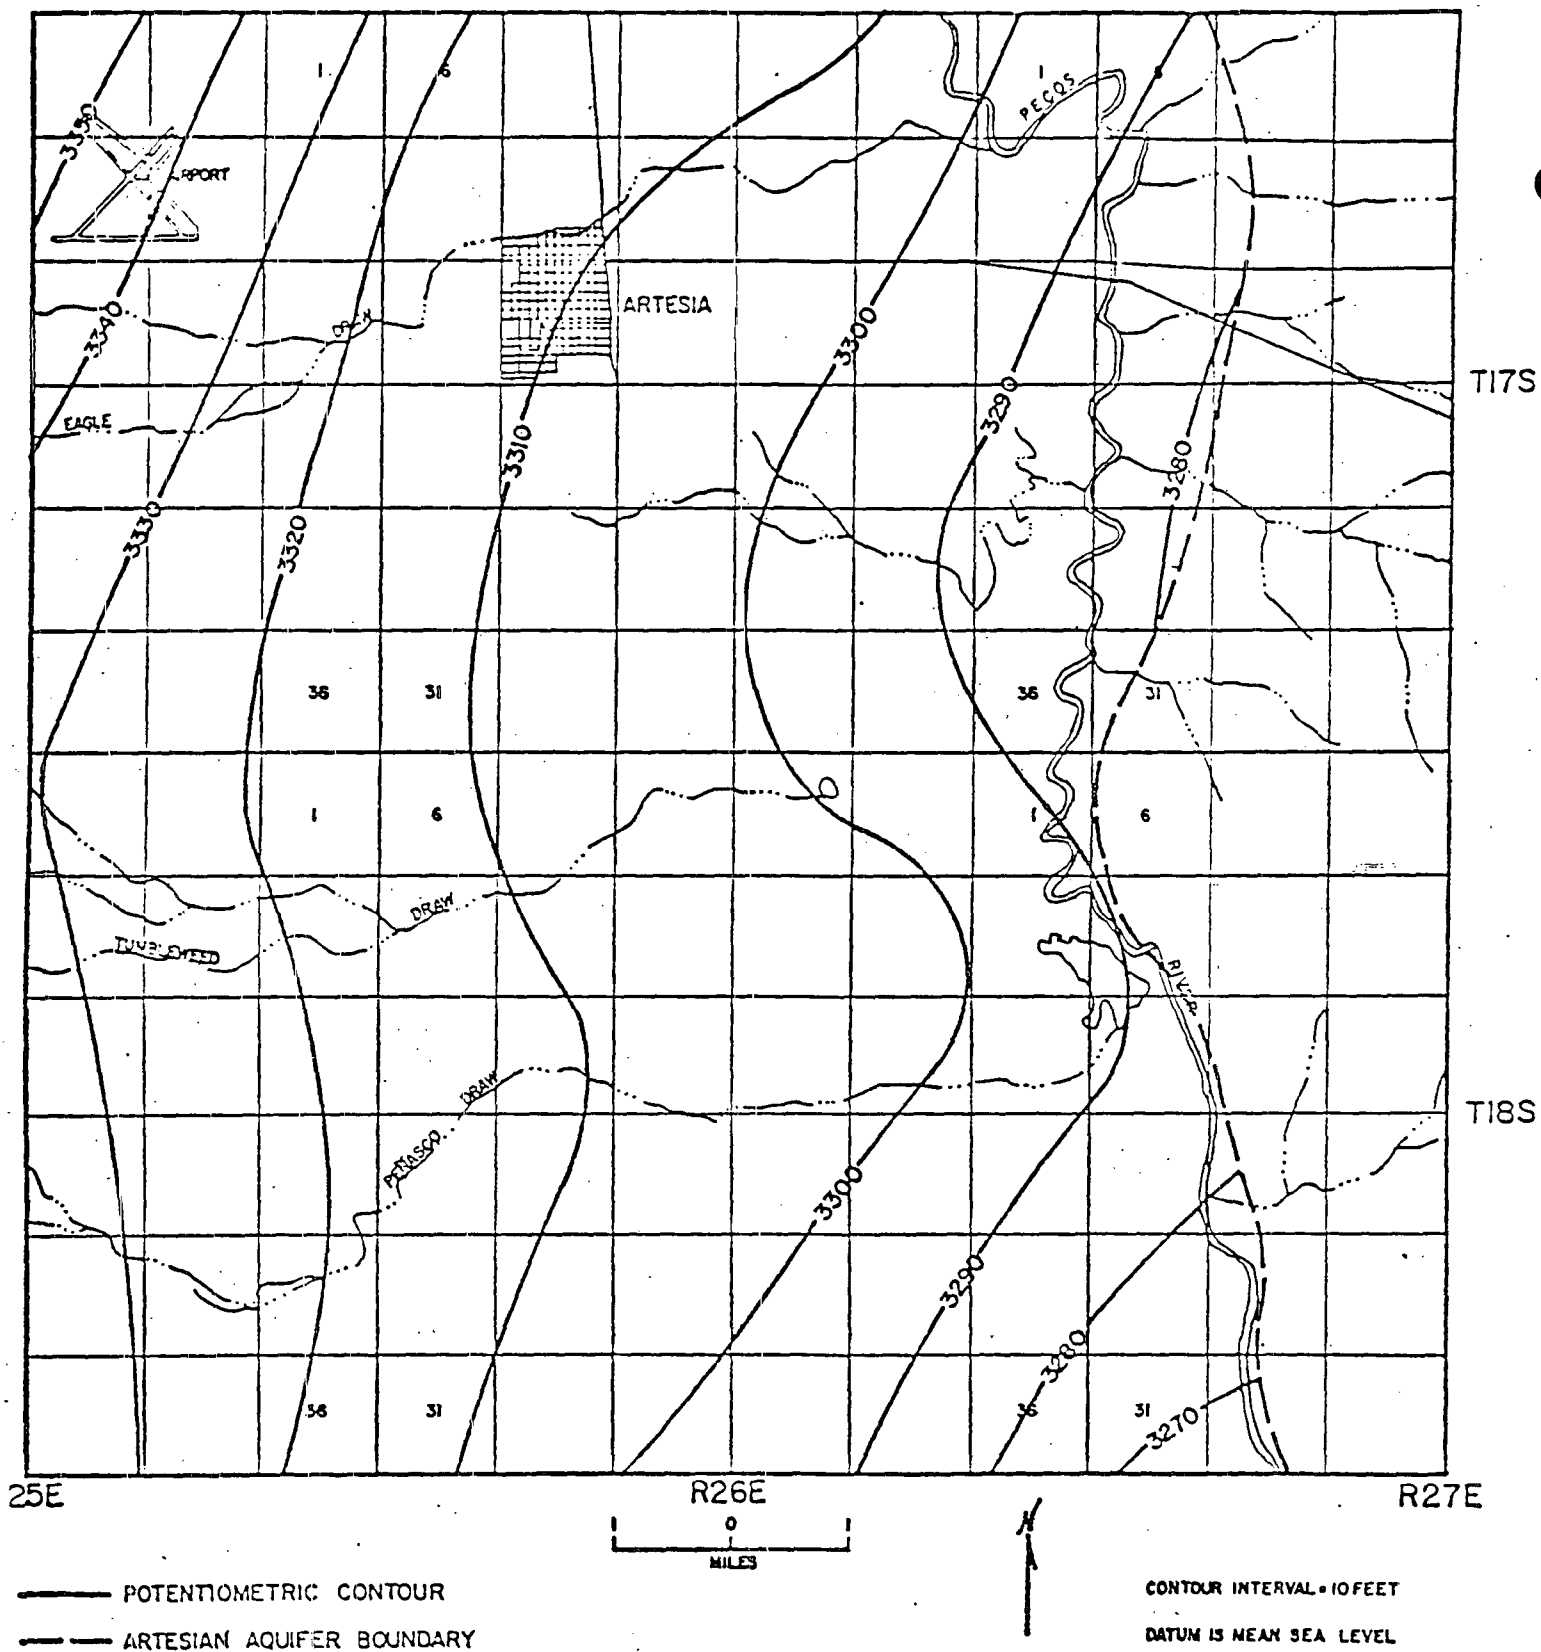 1
6
1
6
PECOS
3350
RPORT
ARTESIA
3340
3300
T17S
3290
EAGLE
3310
3280
3330
3320
36
31
36
31
1
6
1
6
DRAW
TUMBLEWEED
RIVER
DRAW
T18S
PEÑASCO
3300
3290
3280
36
31
36
31
3270
25E
R26E
R27E
1 0 1
MILES
N
POTENTIOMETRIC CONTOUR
CONTOUR INTERVAL = 10 FEET
ARTESIAN AQUIFER BOUNDARY
DATUM IS MEAN SEA LEVEL